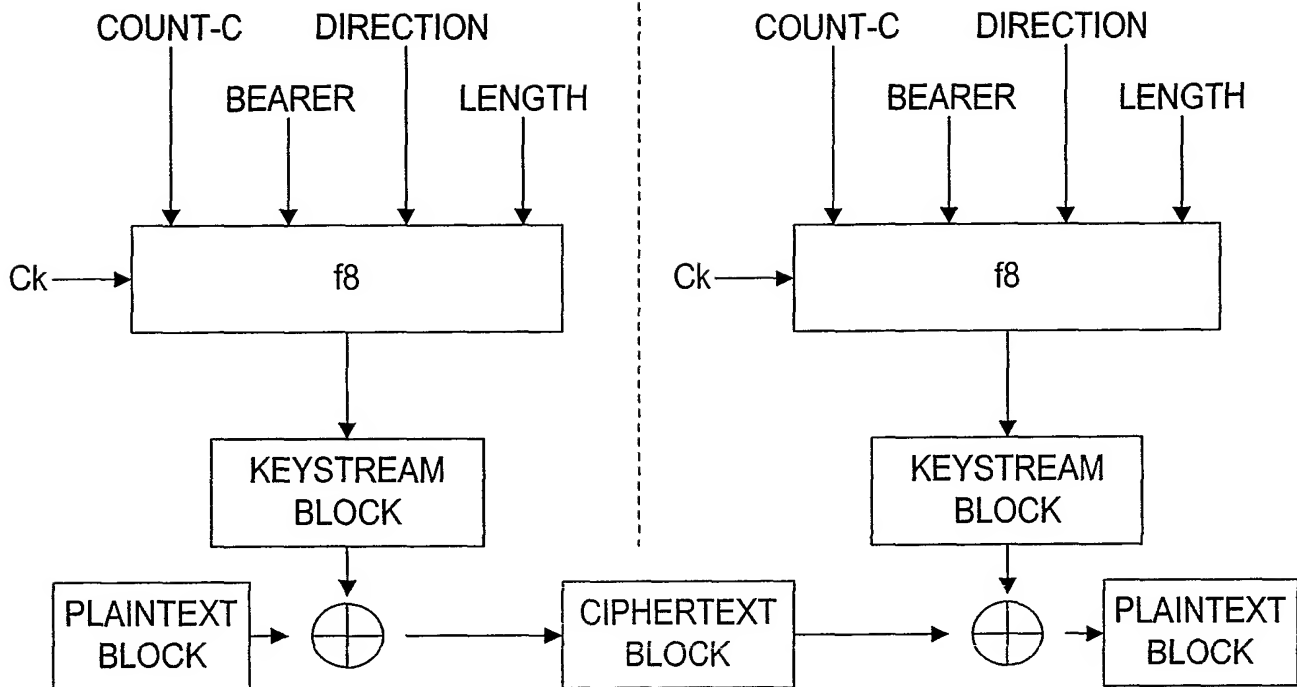 COUNT-C DIRECTION COUNT-C DIRECTION
BEARER LENGTH BEARER LENGTH
Ck f8 Ck f8
KEYSTREAM BLOCK KEYSTREAM BLOCK
PLAINTEXT BLOCK CIPHERTEXT BLOCK PLAINTEXT BLOCK